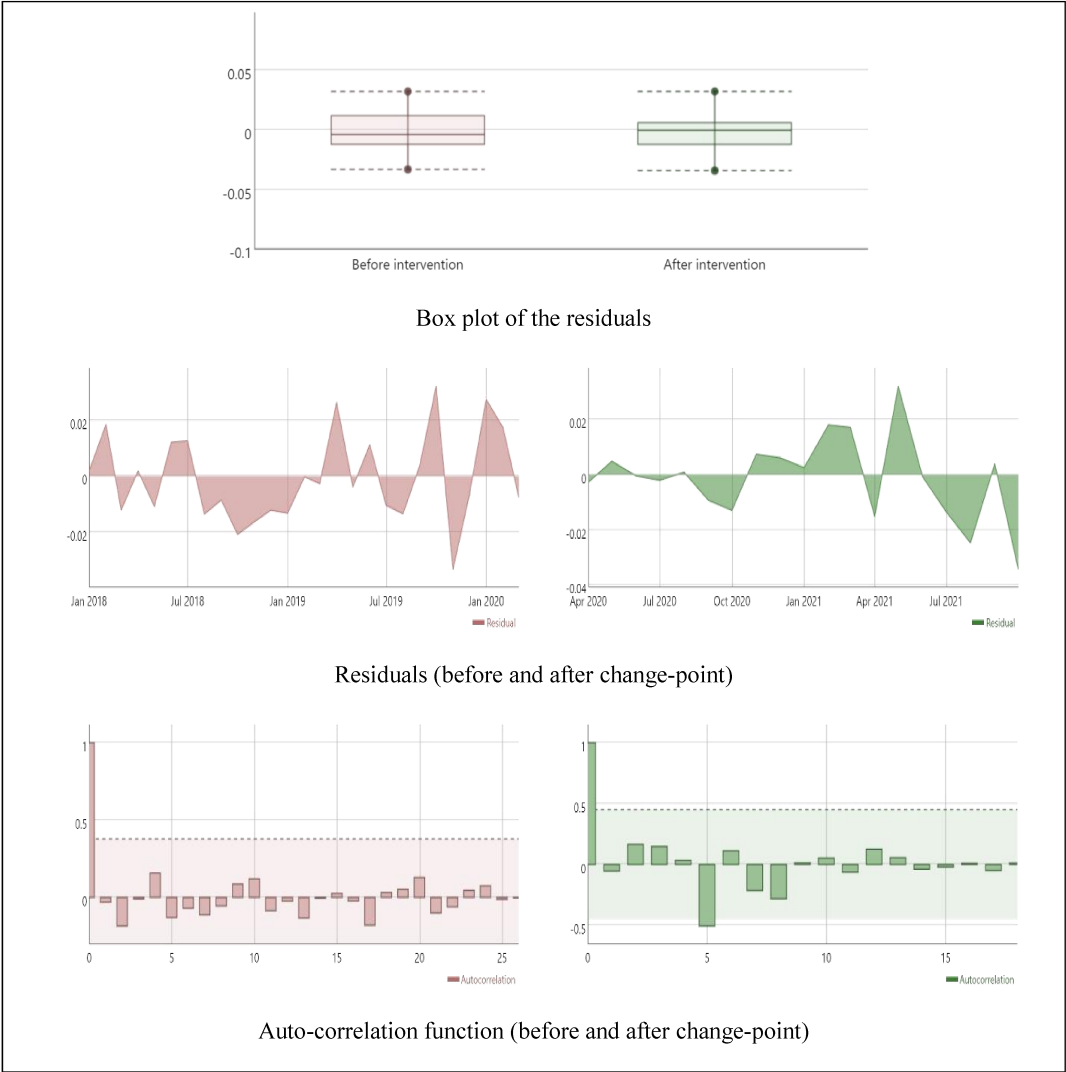 0.05
0
-0.05
-0.1
Before intervention After intervention
Box plot of the residuals
0.02
0
-0.02
Jan 2018 Jul 2018 Jan 2019 Jul 2019 Jan 2020
Residual
0.02
0
-0.02
-0.04
Apr 2020 Jul 2020 Oct 2020 Jan 2021 Apr 2021 Jul 2021
Residual
Residuals (before and after change-point)
1
0.5
0
0 5 10 15 20 25
Autocorrelation
1
0.5
0
-0.5
0 5 10 15
Autocorrelation
Auto-correlation function (before and after change-point)